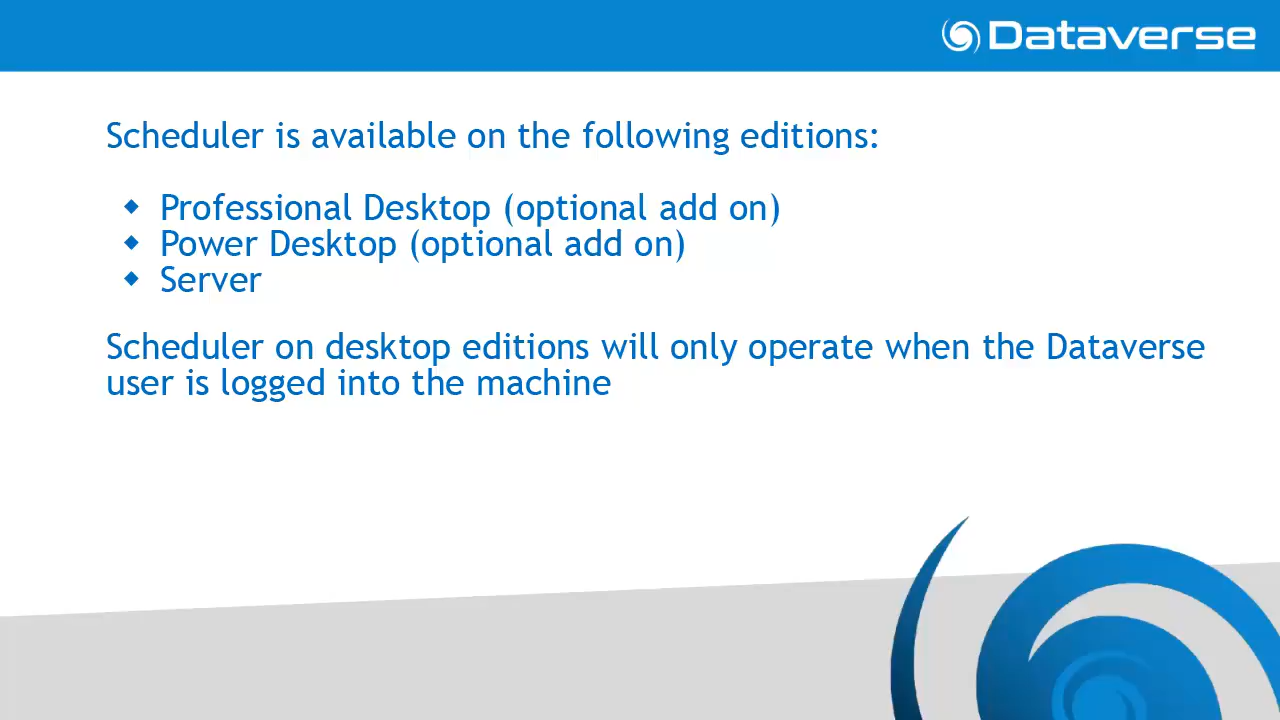 Dataverse
Scheduler is available on the following editions:
◆ Professional Desktop (optional add on)
◆ Power Desktop (optional add on)
◆ Server
Scheduler on desktop editions will only operate when the Dataverse
user is logged into the machine